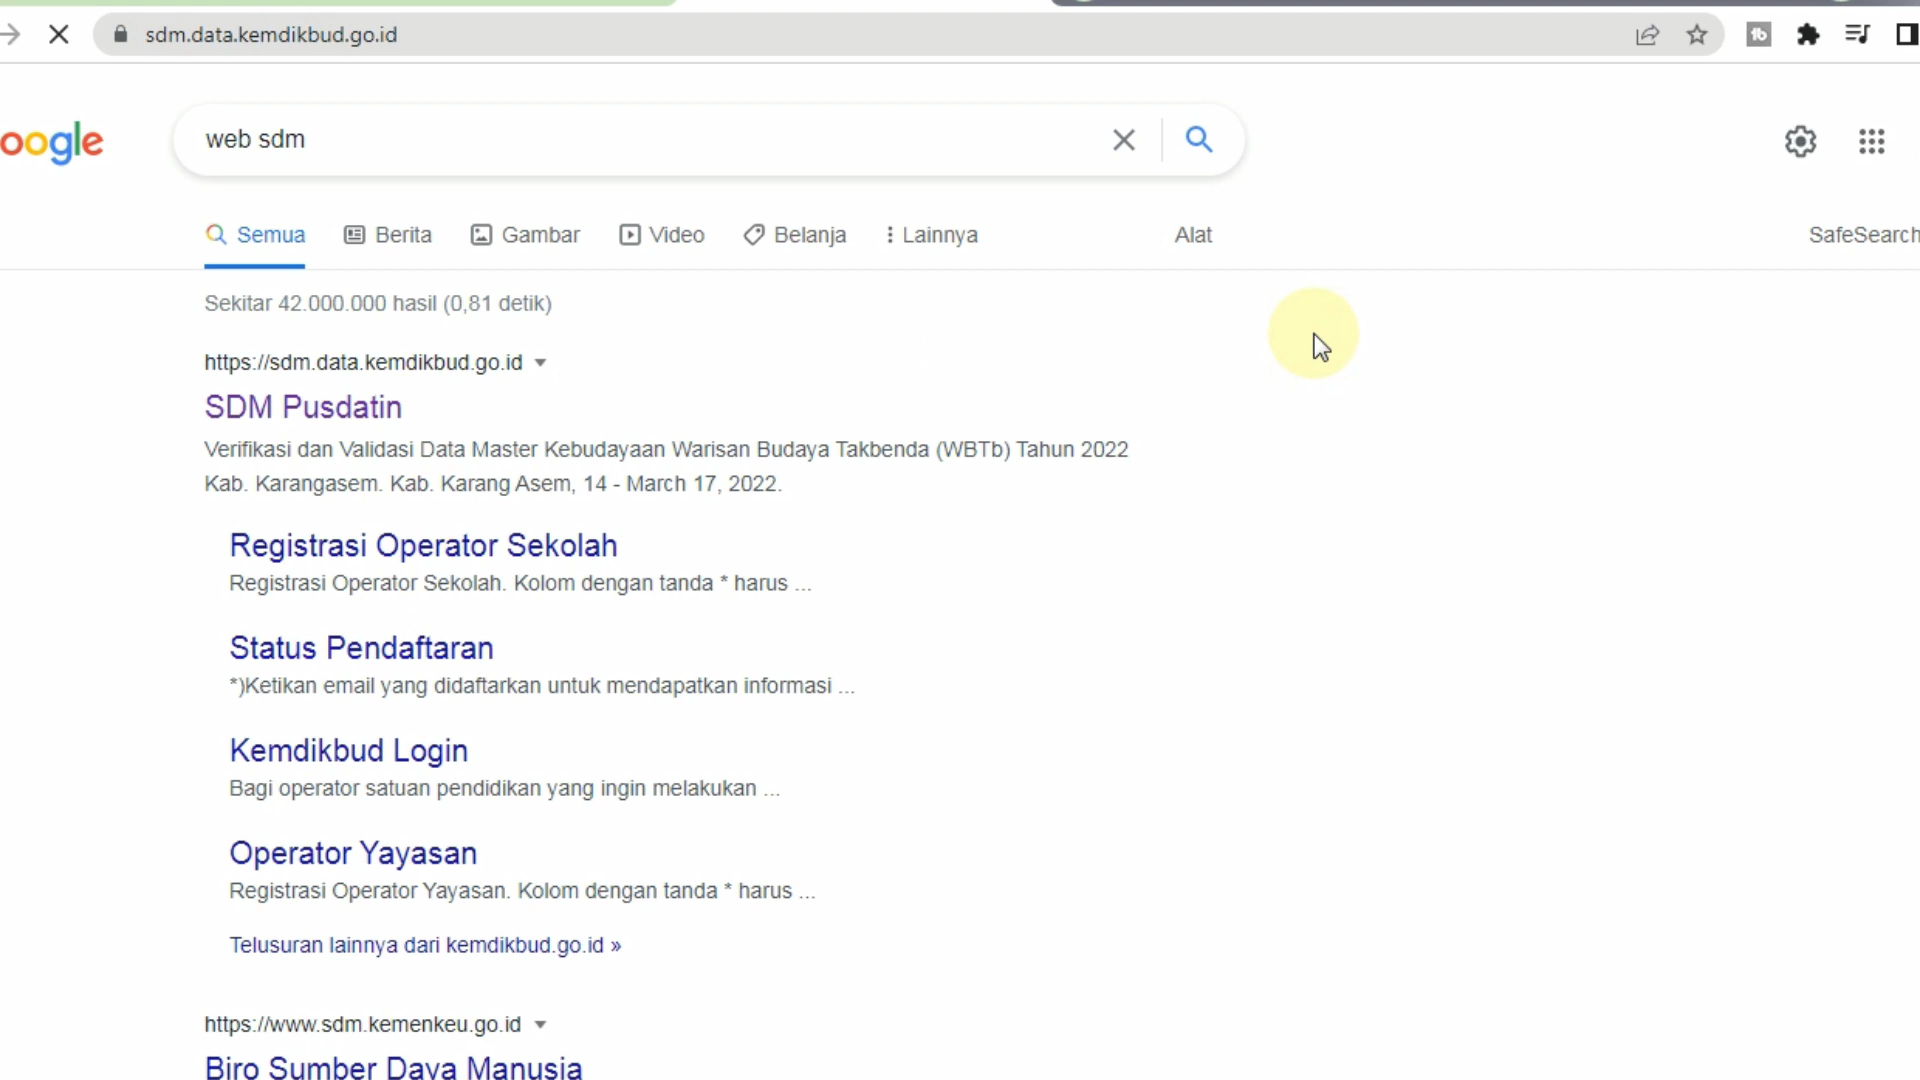 sdm.data.kemdikbud.go.id
oogle
web sdm
Semua
Berita
Gambar
Video
Belanja
Lainnya
Alat
SafeSearch
Sekitar 42.000.000 hasil (0,81 detik)
https://sdm.data.kemdikbud.go.id
SDM Pusdatin
Verifikasi dan Validasi Data Master Kebudayaan Warisan Budaya Takbenda (WBTb) Tahun 2022
Kab. Karangasem. Kab. Karang Asem, 14 - March 17, 2022.
Registrasi Operator Sekolah
Registrasi Operator Sekolah. Kolom dengan tanda * harus ...
Status Pendaftaran
*)Ketikan email yang didaftarkan untuk mendapatkan informasi ...
Kemdikbud Login
Bagi operator satuan pendidikan yang ingin melakukan ...
Operator Yayasan
Registrasi Operator Yayasan. Kolom dengan tanda * harus ...
Telusuran lainnya dari kemdikbud.go.id »
https://www.sdm.kemenkeu.go.id
Biro Sumber Daya Manusia